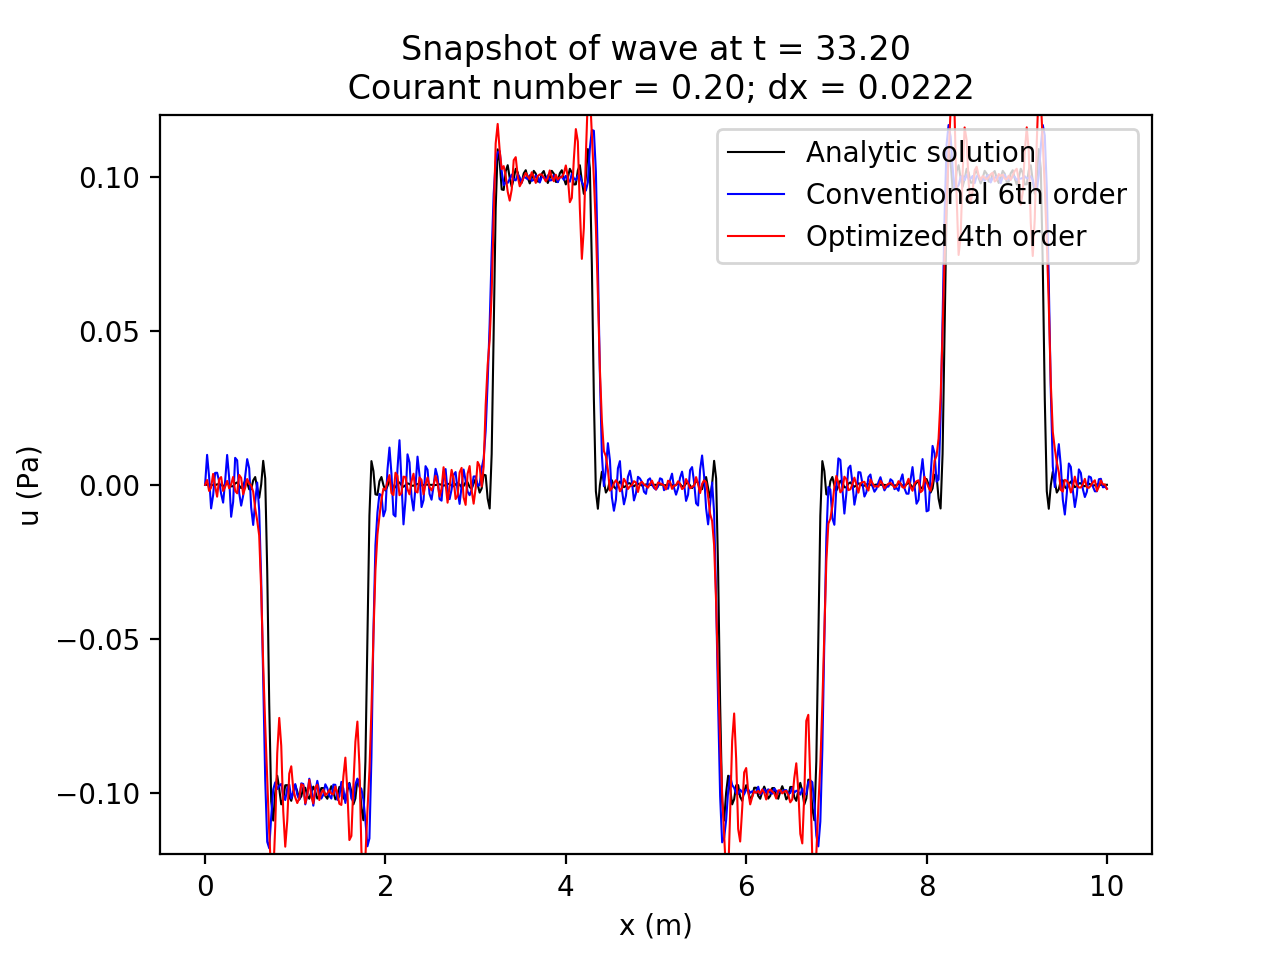 Snapshot of wave at t = 33.20
Courant number = 0.20; dx = 0.0222
Analytic solution
Conventional 6th order
Optimized 4th order
0.10
0.05
0.00
−0.05
−0.10
u (Pa)
0 2 4 6 8 10
x (m)